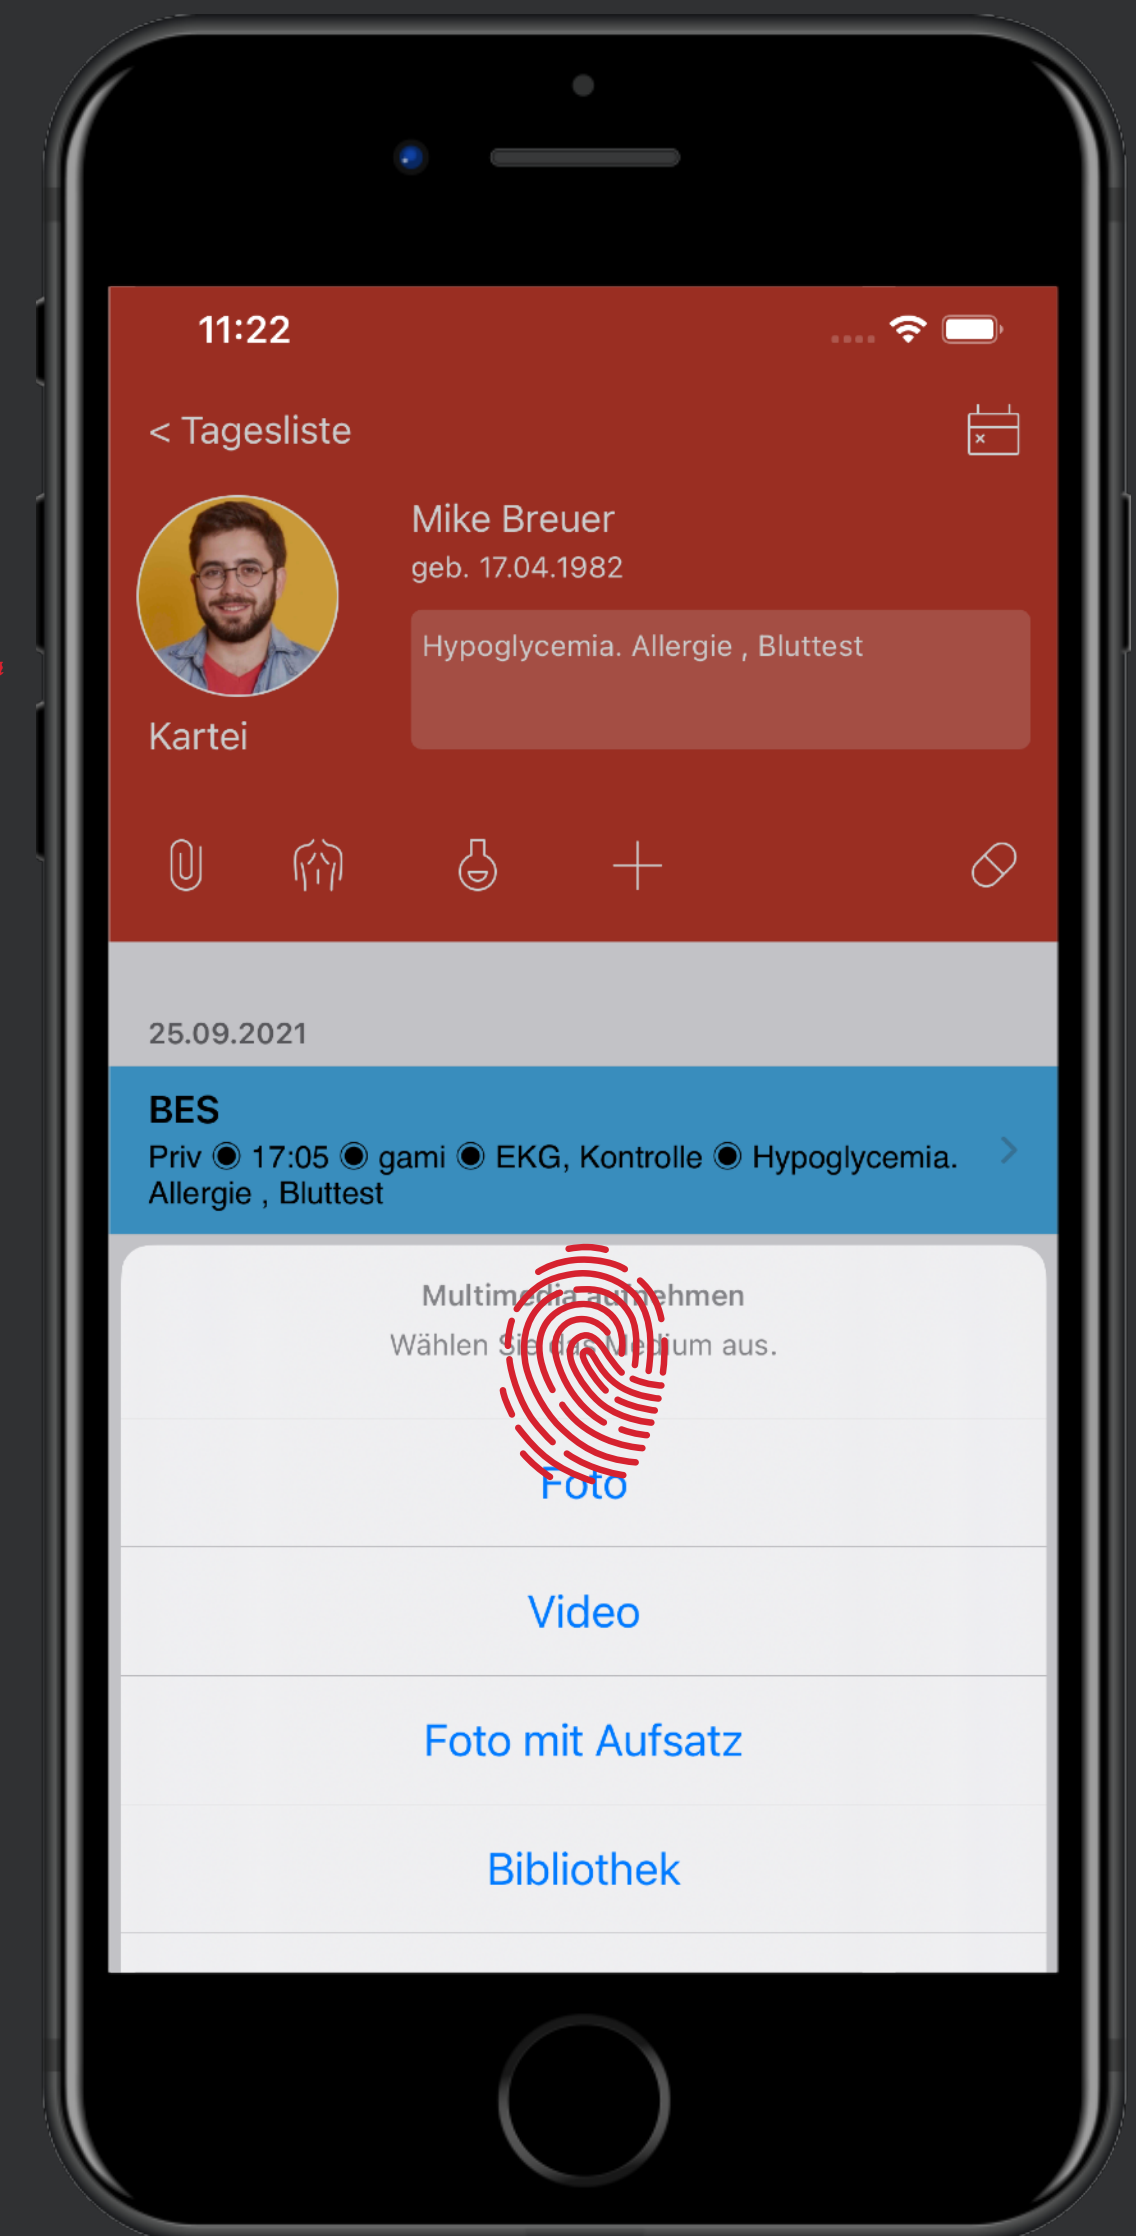 11:22
< Tagesliste
Mike Breuer
geb. 17.04.1982
Hypoglycemia. Allergie , Bluttest
Kartei
25.09.2021
BES
Priv ◉ 17:05 ◉ gami ◉ EKG, Kontrolle ◉ Hypoglycemia.
Allergie , Bluttest
Multimedia aufnehmen
Wählen Sie das Medium aus.
Foto
Video
Foto mit Aufsatz
Bibliothek